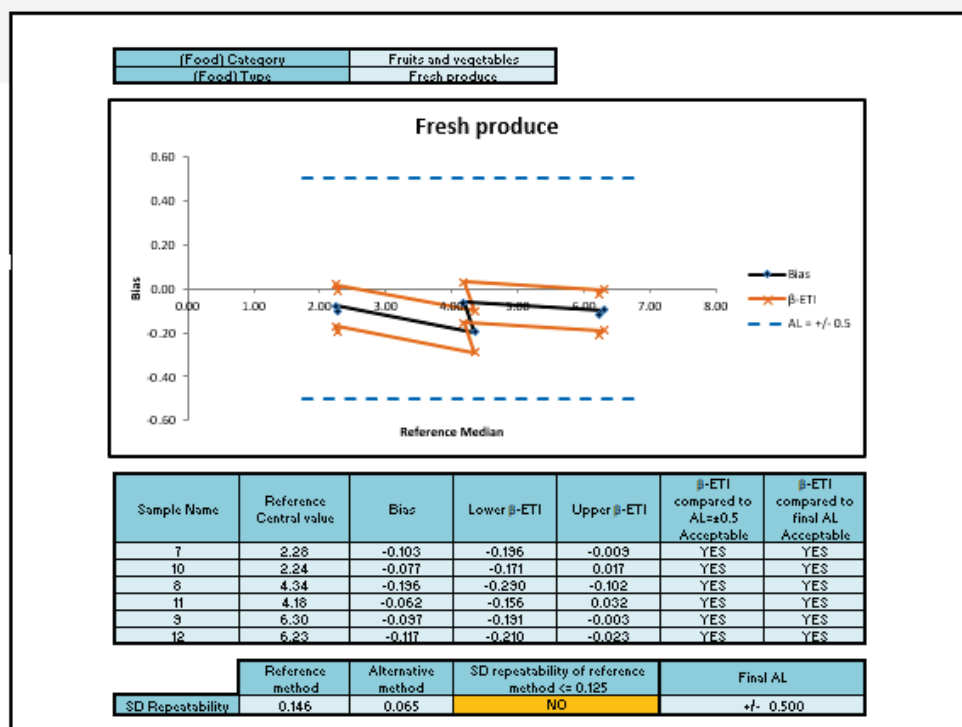 (Food) Category Fruits and vegetables
(Food) Type Fresh produce
Fresh produce
0.60
0.40
0.20
0.00
-0.20
-0.40
-0.60
0.00 1.00 2.00 3.00 4.00 5.00 6.00 7.00 8.00
Bias
Reference Median
Bias
β-ETI
AL = +/- 0.5
Sample Name Reference Central value Bias Lower β-ETI Upper β-ETI β-ETI compared to AL=±0.5 Acceptable β-ETI compared to final AL Acceptable
7 2.28 -0.103 -0.196 -0.009 YES YES
10 2.24 -0.077 -0.171 0.017 YES YES
8 4.34 -0.196 -0.290 -0.102 YES YES
11 4.18 -0.062 -0.156 0.032 YES YES
9 6.30 -0.097 -0.191 -0.003 YES YES
12 6.23 -0.117 -0.210 -0.023 YES YES
Reference method Alternative method SD repeatability of reference method <= 0.125 Final AL
SD Repeatability 0.146 0.065 NO +/- 0.500